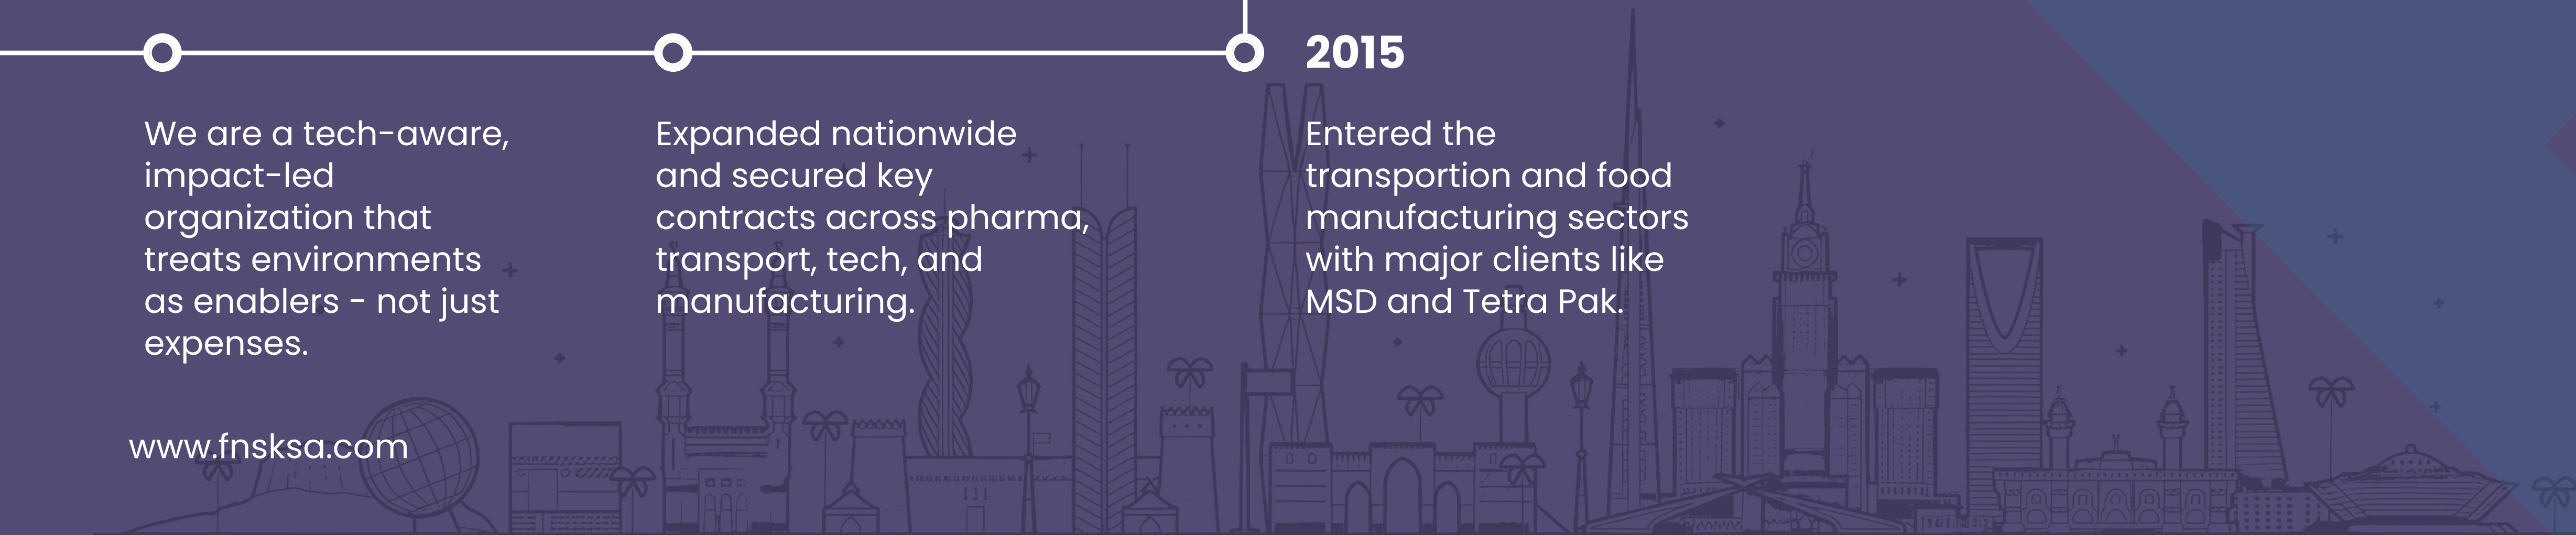 2015
We are a tech-aware,
impact-led
organization that
treats environments
as enablers - not just
expenses.
Expanded nationwide
and secured key
contracts across pharma,
transport, tech, and
manufacturing.
Entered the
transportion and food
manufacturing sectors
with major clients like
MSD and Tetra Pak.
www.fnsksa.com